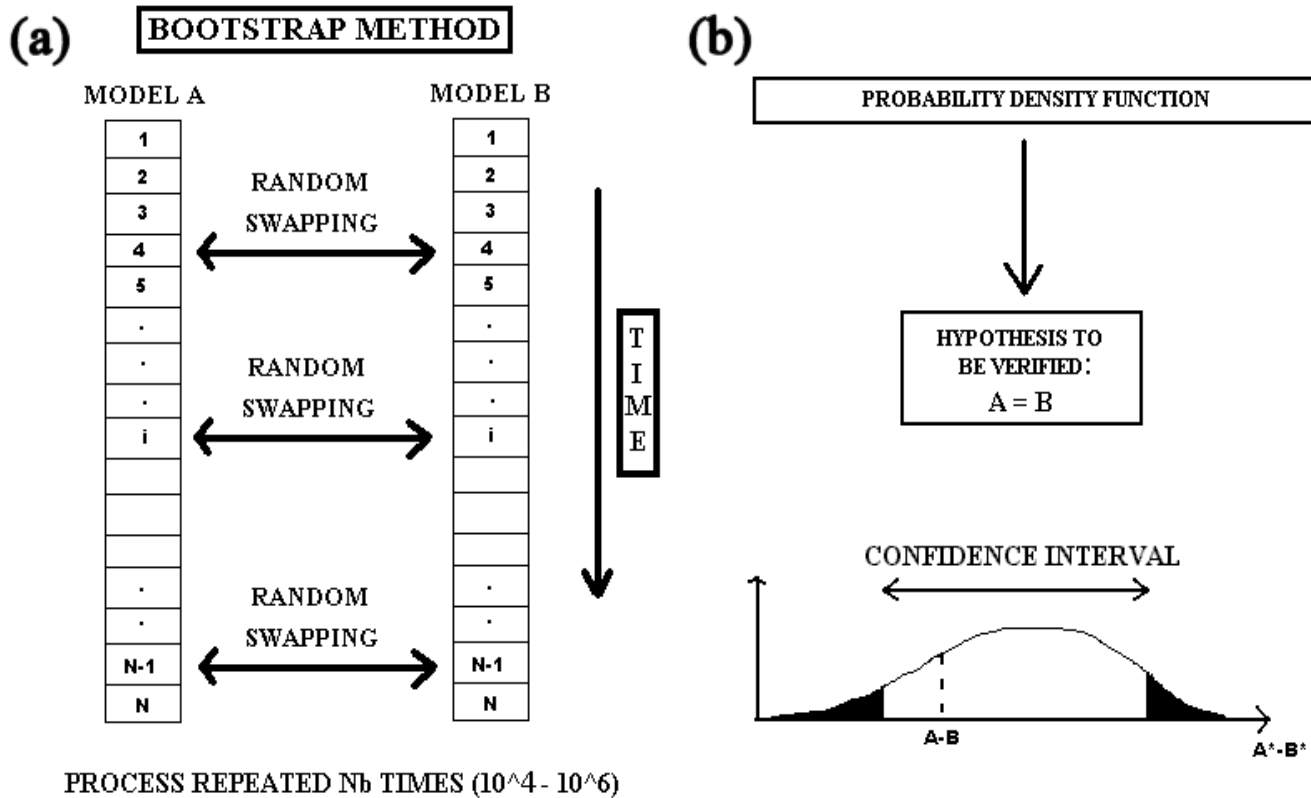 (a)
BOOTSTRAP METHOD
MODEL A
MODEL B
1
2
3
4
5
.
.
.
i
.
.
N-1
N
RANDOM
SWAPPING
RANDOM
SWAPPING
RANDOM
SWAPPING
1
2
3
4
5
.
.
.
i
.
.
N-1
N
T
I
M
E
PROCESS REPEATED Nb TIMES (10^4 - 10^6)
(b)
PROBABILITY DENSITY FUNCTION
HYPOTHESIS TO
BE VERIFIED:
A = B
CONFIDENCE INTERVAL
A-B
A*-B*